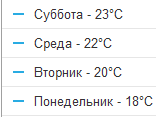 Суббота - 23°C
Среда - 22°C
Вторник - 20°C
Понедельник - 18°C